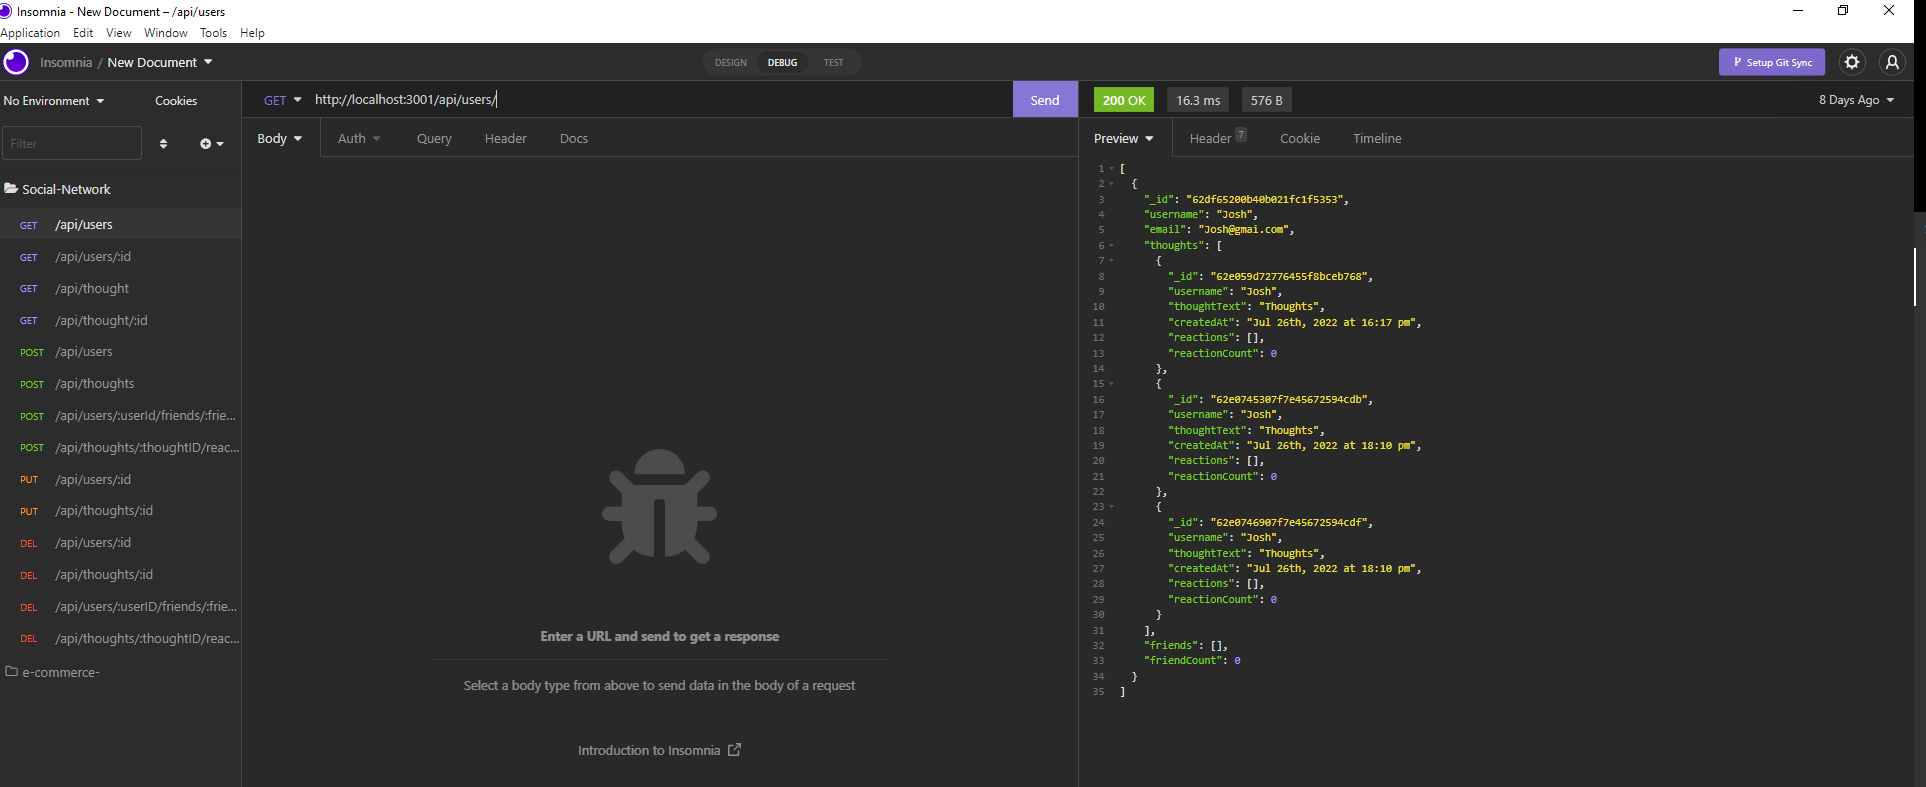 Insomnia - New Document – /api/users
Application Edit View Window Tools Help
Insomnia / New Document
DESIGN DEBUG TEST
Setup Git Sync
No Environment Cookies
GET http://localhost:3001/api/users/ Send
200 OK 16.3 ms 576 B 8 Days Ago
Filter
Body Auth Query Header Docs
Preview Header 7 Cookie Timeline
Social-Network
GET /api/users
GET /api/users/:id
GET /api/thought
GET /api/thought/:id
POST /api/users
POST /api/thoughts
POST /api/users/:userId/friends/:frie...
POST /api/thoughts/:thoughtID/reac...
PUT /api/users/:id
PUT /api/thoughts/:id
DEL /api/users/:id
DEL /api/thoughts/:id
DEL /api/users/:userID/friends/:frie...
DEL /api/thoughts/:thoughtID/reac...
e-commerce-
Enter a URL and send to get a response
Select a body type from above to send data in the body of a request
Introduction to Insomnia
1 [
2 {
3 "_id": "62df65200b40b021fc1f5353",
4 "username": "Josh",
5 "email": "Josh@gmai.com",
6 "thoughts": [
7 {
8 "_id": "62e059d72776455f8bceb768",
9 "username": "Josh",
10 "thoughtText": "Thoughts",
11 "createdAt": "Jul 26th, 2022 at 16:17 pm",
12 "reactions": [],
13 "reactionCount": 0
14 },
15 {
16 "_id": "62e0745307f7e45672594cdb",
17 "username": "Josh",
18 "thoughtText": "Thoughts",
19 "createdAt": "Jul 26th, 2022 at 18:10 pm",
20 "reactions": [],
21 "reactionCount": 0
22 },
23 {
24 "_id": "62e0746907f7e45672594cdf",
25 "username": "Josh",
26 "thoughtText": "Thoughts",
27 "createdAt": "Jul 26th, 2022 at 18:10 pm",
28 "reactions": [],
29 "reactionCount": 0
30 }
31 ],
32 "friends": [],
33 "friendCount": 0
34 }
35 ]